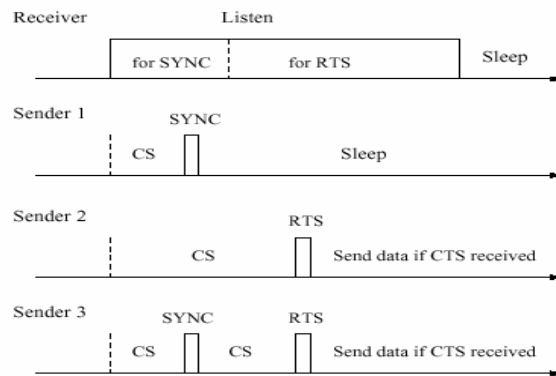 Receiver Listen
for SYNC for RTS Sleep
Sender 1
SYNC
CS Sleep
Sender 2
RTS
CS Send data if CTS received
Sender 3
SYNC RTS
CS CS Send data if CTS received